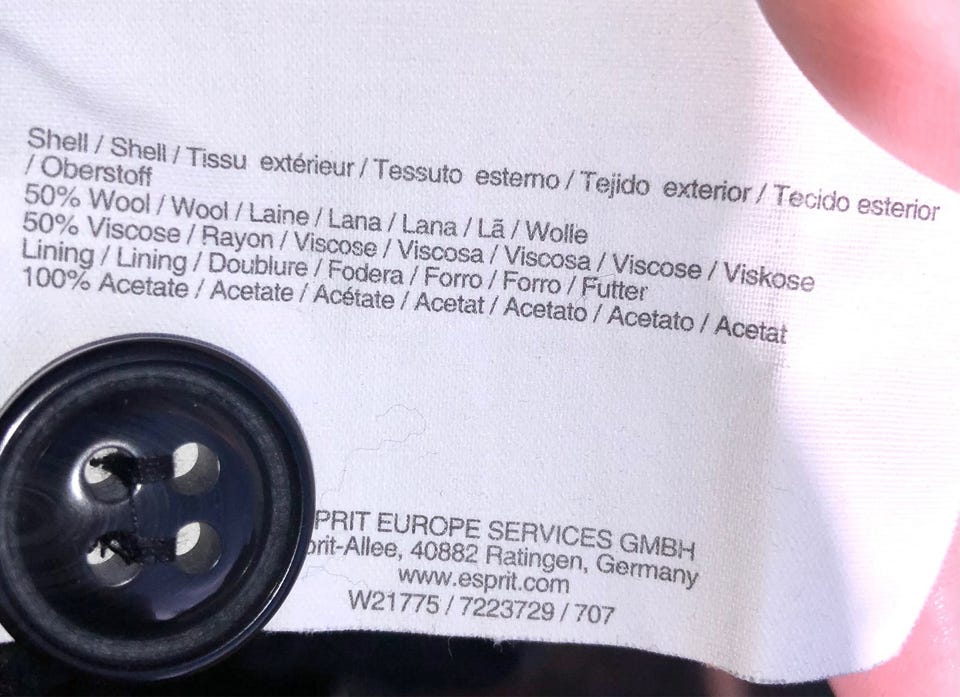 Shell / Shell / Tissu extérieur / Tessuto esterno / Tejido exterior / Tecido esterior
/ Oberstoff
50% Wool / Wool / Laine / Lana / Lana / Lã / Wolle
50% Viscose / Rayon / Viscose / Viscosa / Viscosa / Viscose / Viskose
Lining / Lining / Doublure / Fodera / Forro / Forro / Futter
100% Acetate / Acetate / Acétate / Acetat / Acetato / Acetato / Acetat
PRIT EUROPE SERVICES GMBH
prit-Allee, 40882 Ratingen, Germany
www.esprit.com
W21775 / 7223729 / 707